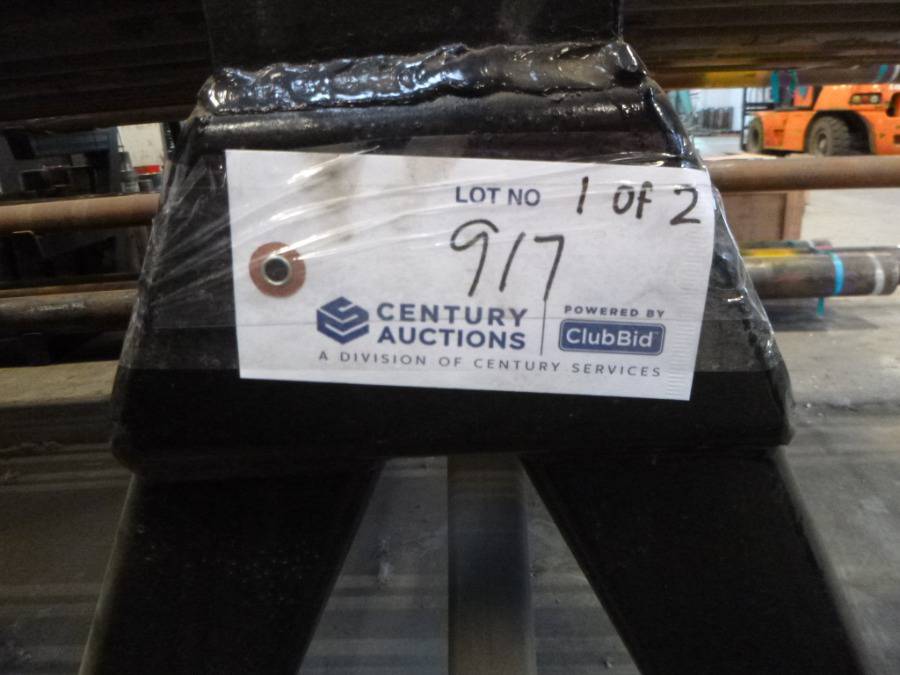 LOT NO 1 of 2
917
CENTURY AUCTIONS
POWERED BY
ClubBid
A DIVISION OF CENTURY SERVICES